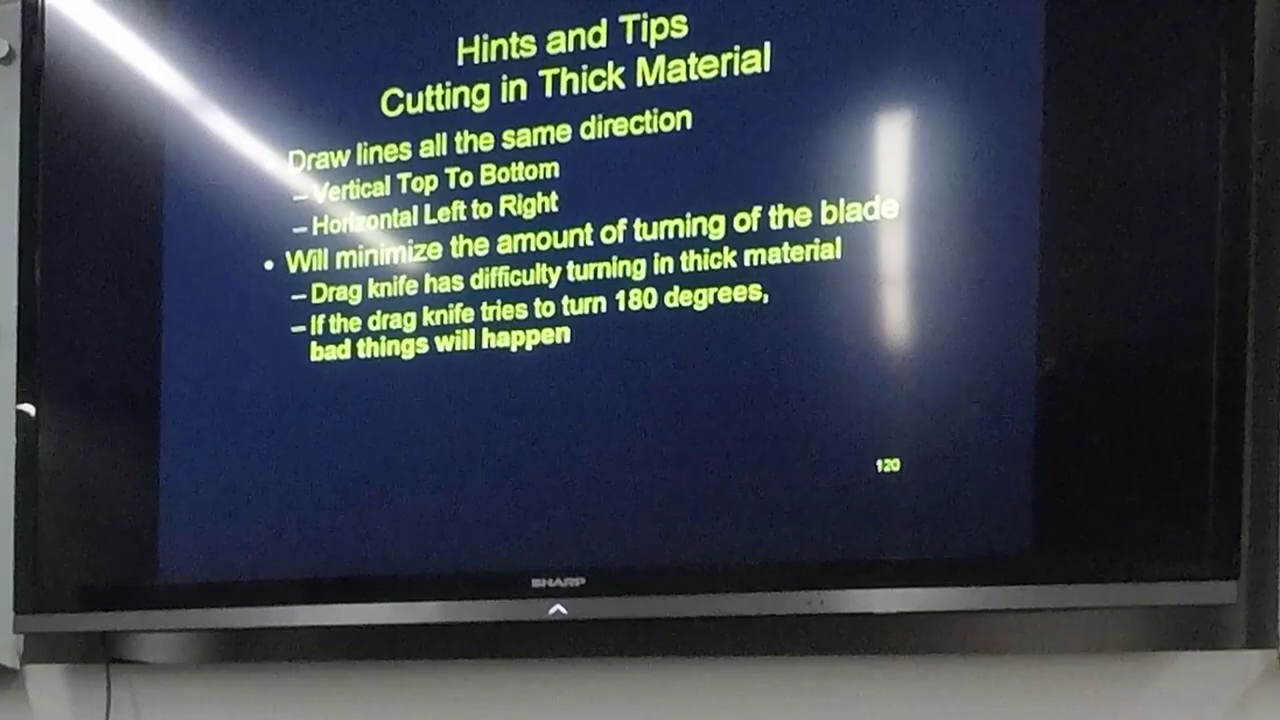 Hints and Tips
Cutting in Thick Material
Draw lines all the same direction
– Vertical Top To Bottom
– Horizontal Left to Right
• Will minimize the amount of turning of the blade
– Drag knife has difficulty turning in thick material
– If the drag knife tries to turn 180 degrees,
bad things will happen
120
SHARP